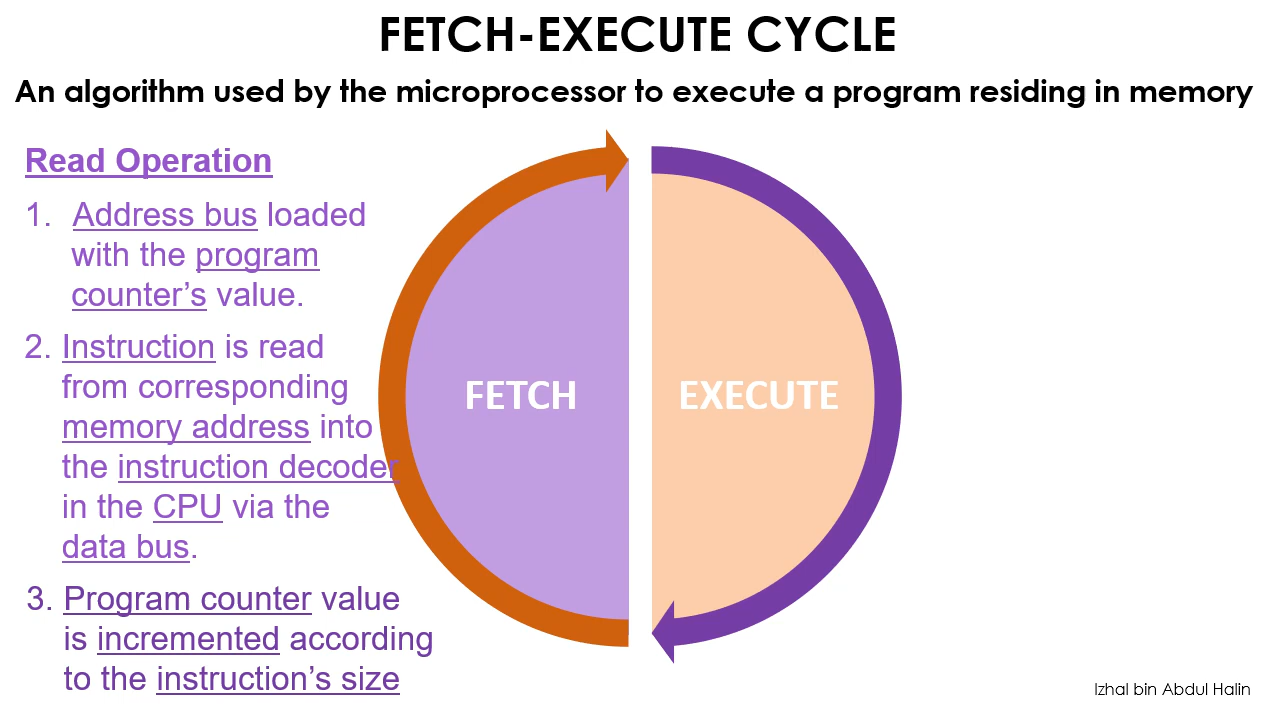 FETCH-EXECUTE CYCLE
An algorithm used by the microprocessor to execute a program residing in memory
Read Operation
1. Address bus loaded
with the program
counter’s value.
2. Instruction is read
from corresponding
memory address into
the instruction decoder
in the CPU via the
data bus.
3. Program counter value
is incremented according
to the instruction’s size
FETCH
EXECUTE
Izhal bin Abdul Halin